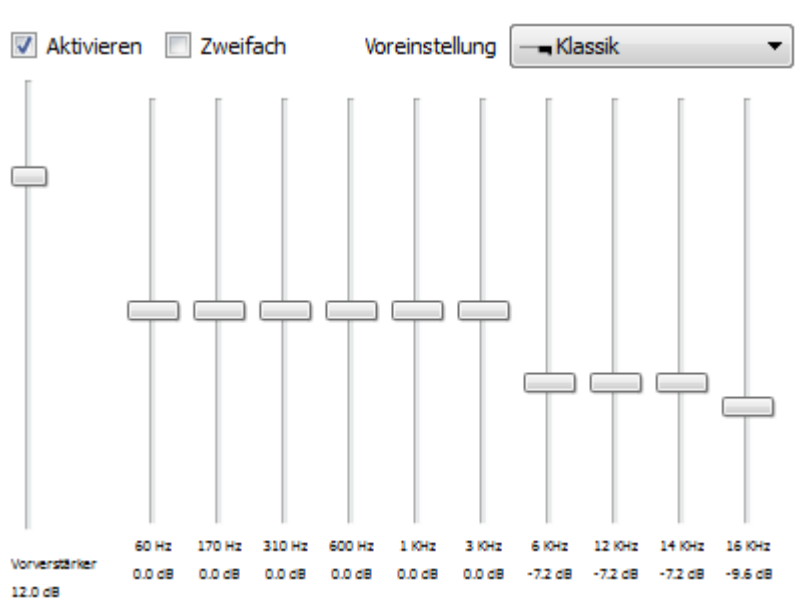 Aktivieren Zweifach Voreinstellung Klassik
60 Hz 170 Hz 310 Hz 600 Hz 1 KHz 3 KHz 6 KHz 12 KHz 14 KHz 16 KHz
Vorverstärker 0.0 dB 0.0 dB 0.0 dB 0.0 dB 0.0 dB 0.0 dB -7.2 dB -7.2 dB -7.2 dB -9.6 dB
12.0 dB